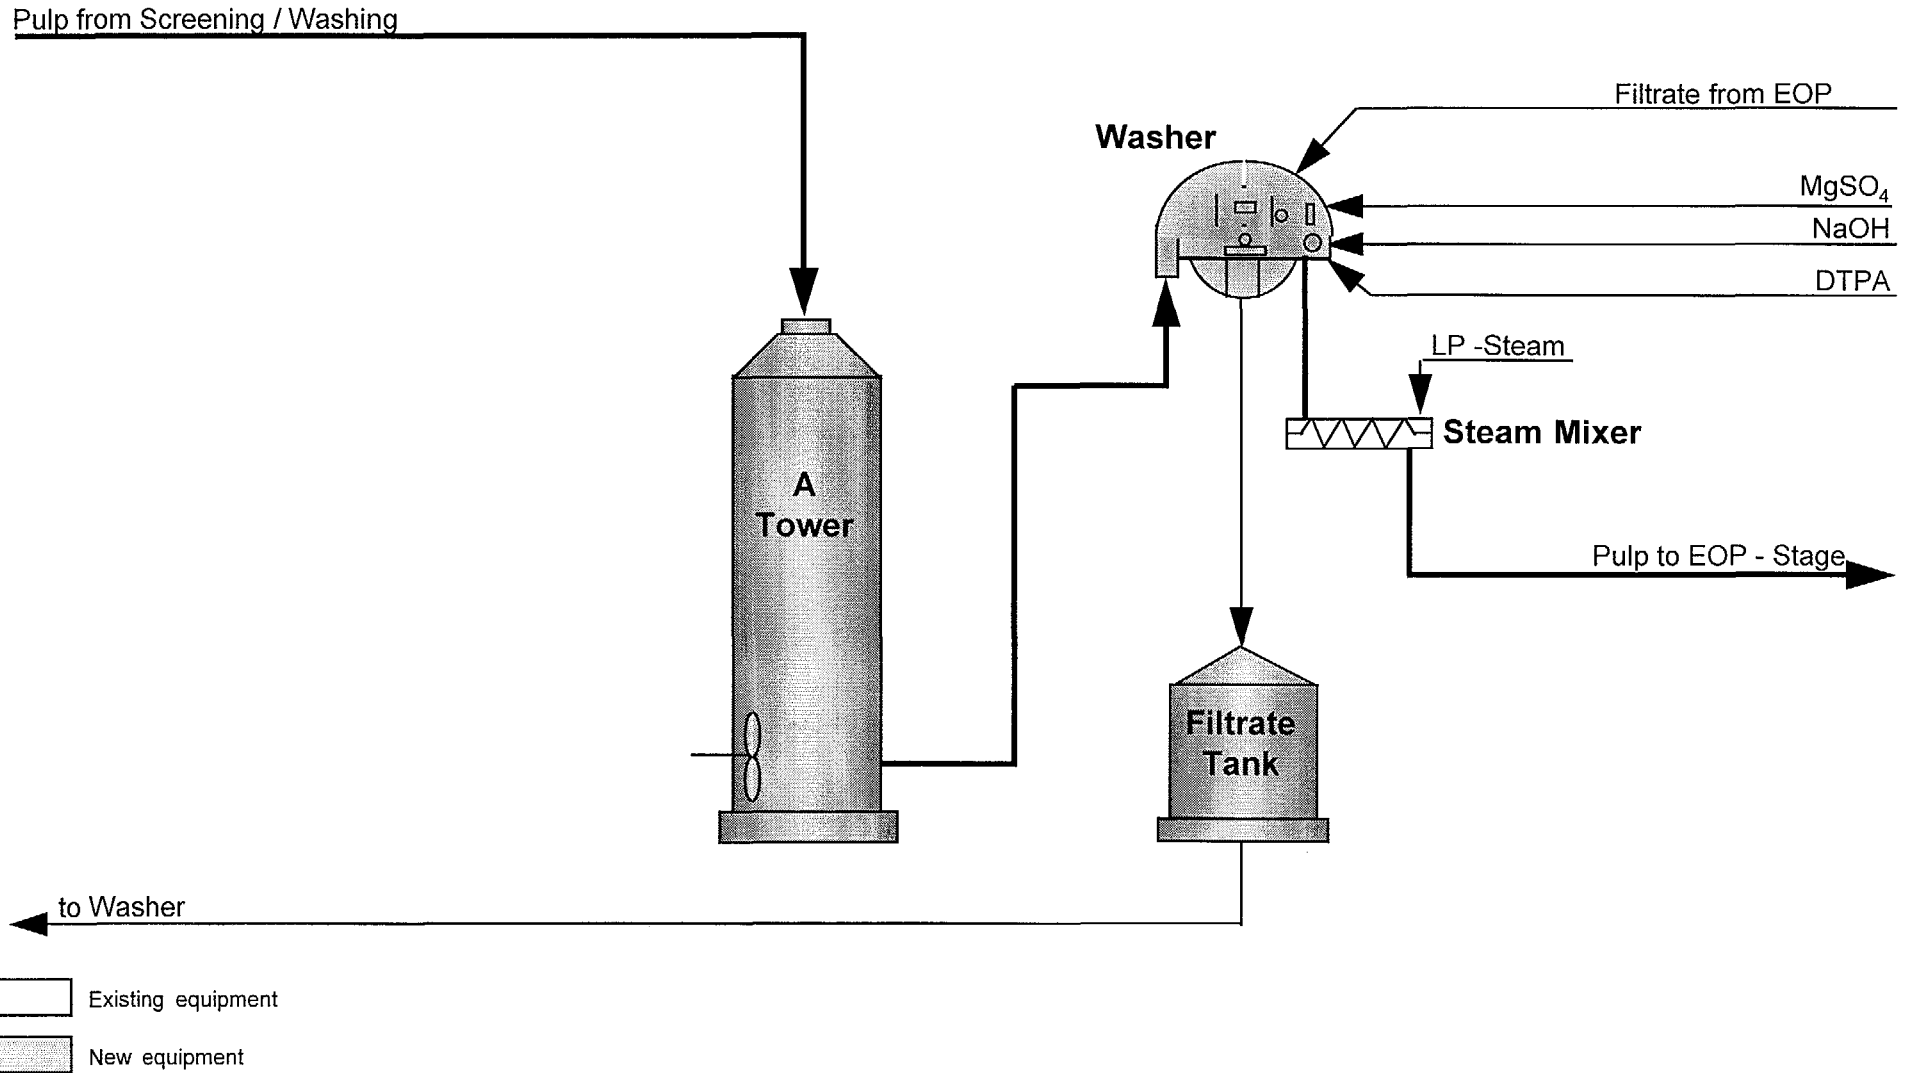 Pulp from Screening / Washing
Filtrate from EOP
Washer
MgSO₄
NaOH
DTPA
LP -Steam
Steam Mixer
A
Tower
Pulp to EOP - Stage
Filtrate
Tank
to Washer
Existing equipment
New equipment